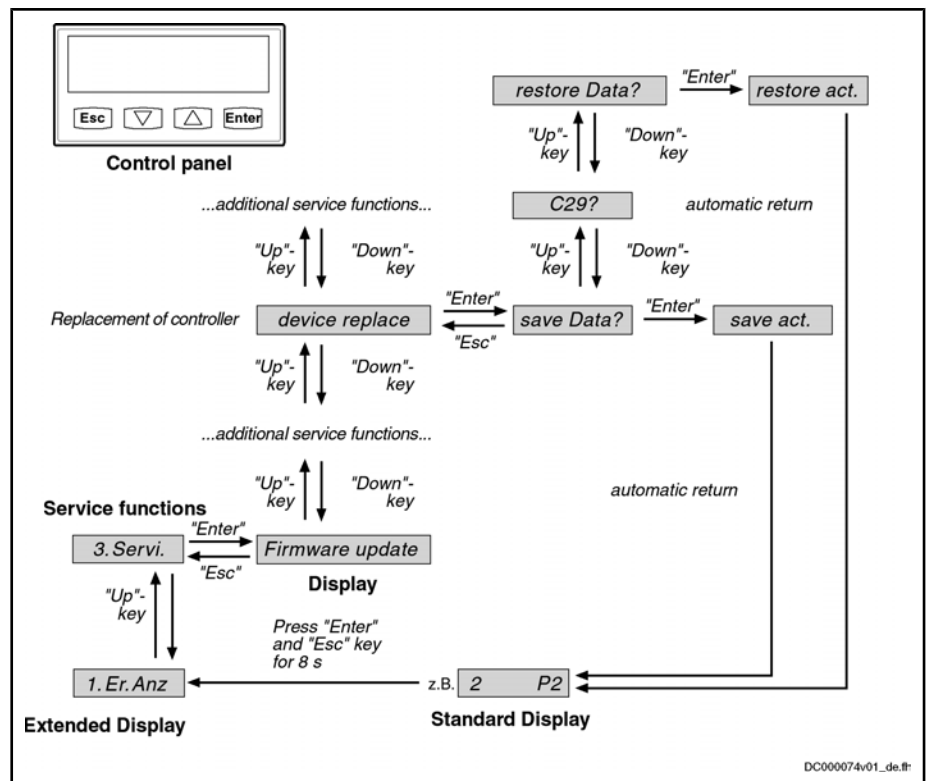 Esc
Enter
Control panel
restore Data?
"Enter"
restore act.
"Up"-
key
"Down"-
key
...additional service functions...
C29?
automatic return
"Up"-
key
"Down"-
key
"Up"-
key
"Down"-
key
Replacement of controller
device replace
"Enter"
"Esc"
save Data?
"Enter"
save act.
"Up"-
key
"Down"-
key
...additional service functions...
"Up"-
key
"Down"-
key
automatic return
Service functions
3. Servi.
"Enter"
"Esc"
Firmware update
Display
"Up"-
key
Press "Enter"
and "Esc" key
for 8 s
1. Er. Anz
z.B.
2 P2
Extended Display
Standard Display
DC000074v01_de.fh